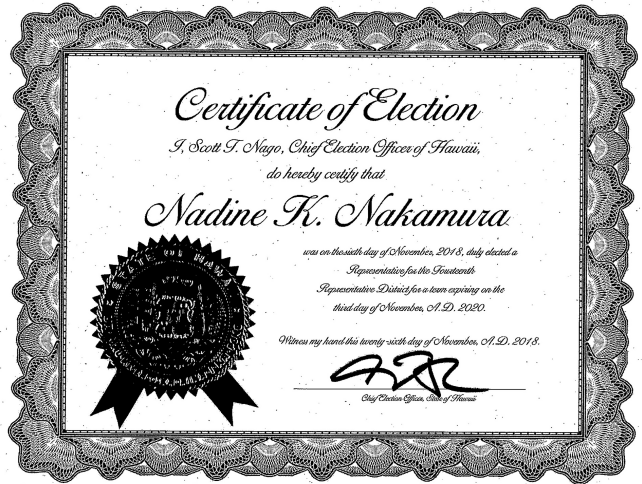 Certificate of Election
I, Scott T. Nago, Chief Election Officer of Hawaii,
do hereby certify that
Nadine K. Nakamura
was on the sixth day of November, 2018, duly elected a
Representative for the Fourteenth
Representative District for a term expiring on the
third day of November, A.D. 2020.
Witness my hand this twenty-sixth day of November, A.D. 2018.
Chief Election Officer, State of Hawaii
STATE OF HAWAII